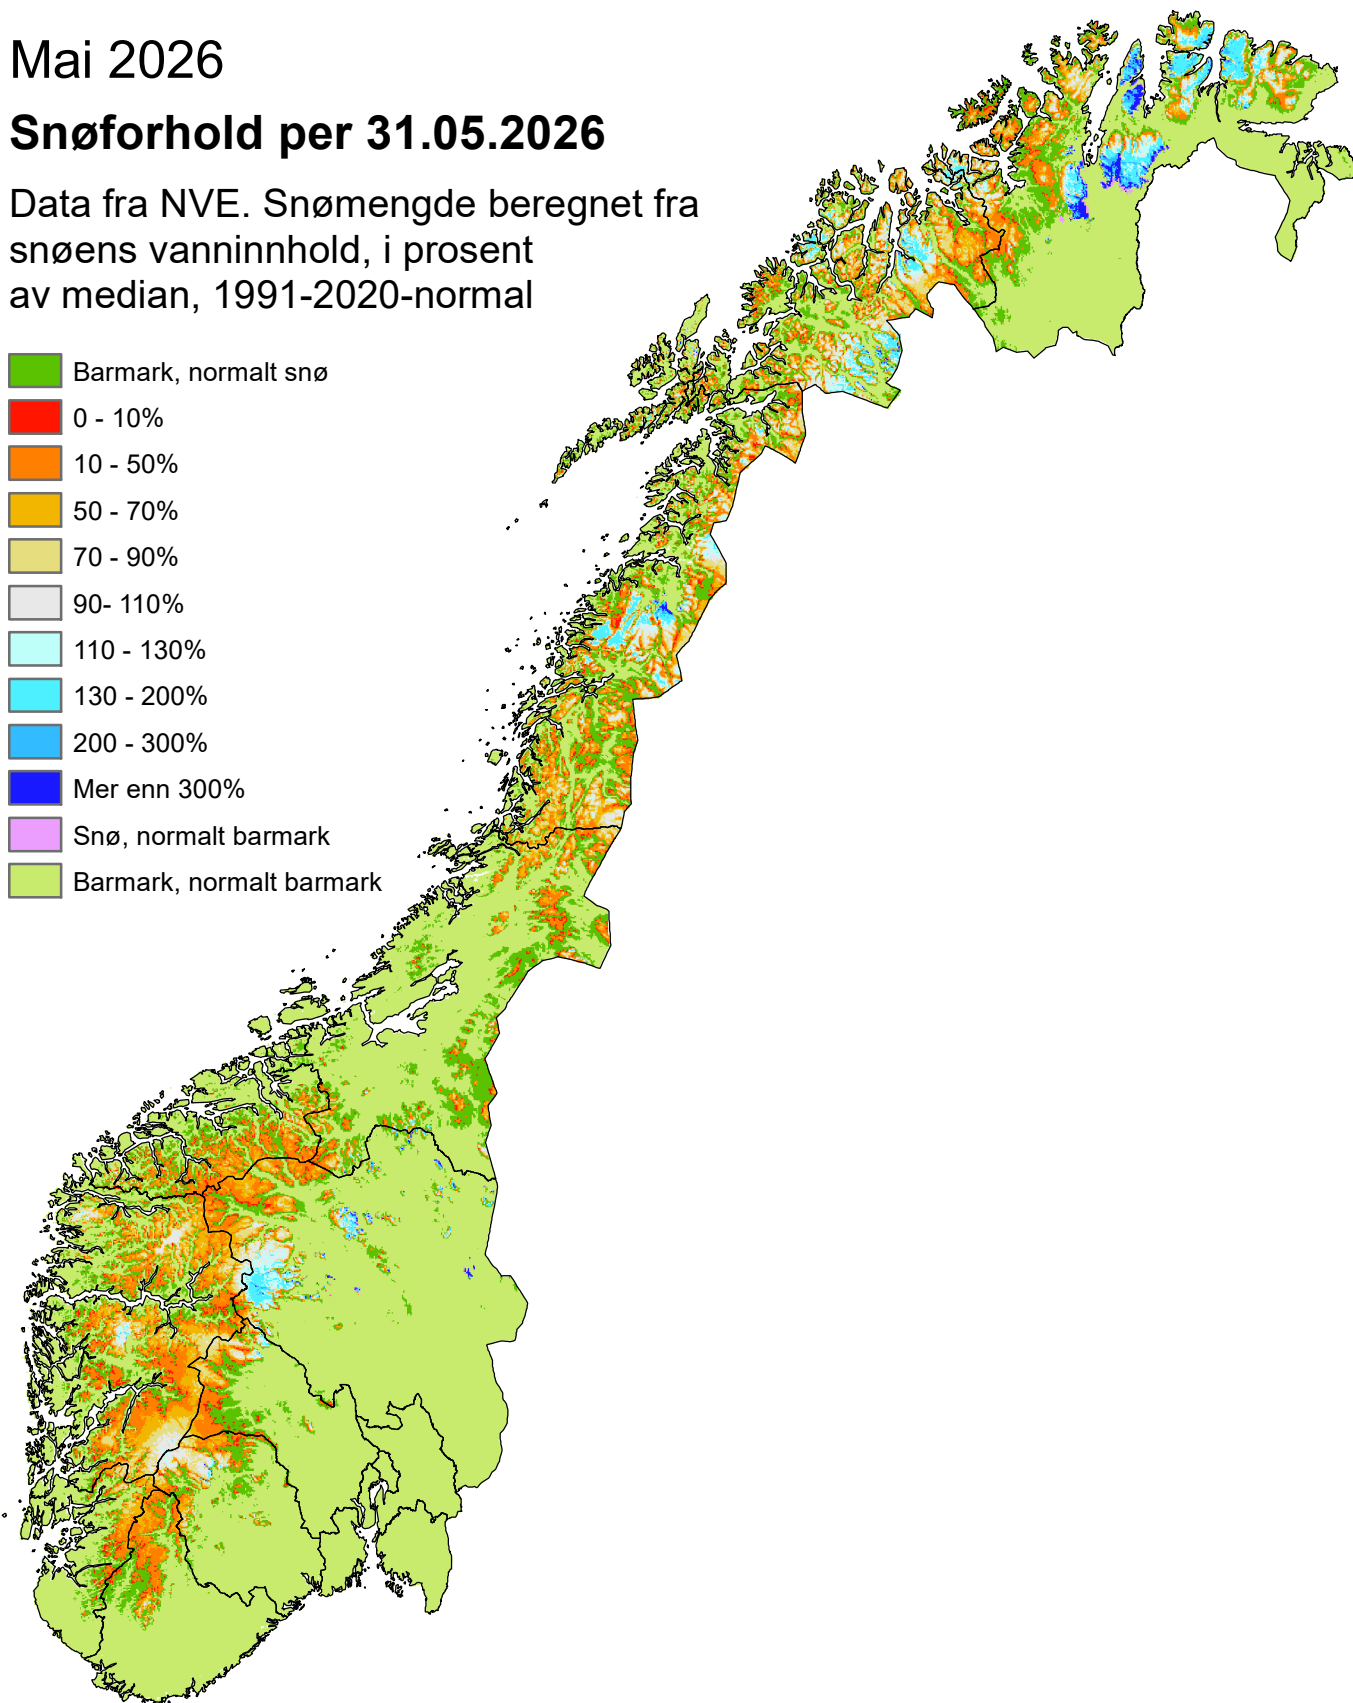 Mai 2026
Snøforhold per 31.05.2026
Data fra NVE. Snømengde beregnet fra
snøens vanninnhold, i prosent
av median, 1991-2020-normal
Barmark, normalt snø
0 - 10%
10 - 50%
50 - 70%
70 - 90%
90- 110%
110 - 130%
130 - 200%
200 - 300%
Mer enn 300%
Snø, normalt barmark
Barmark, normalt barmark